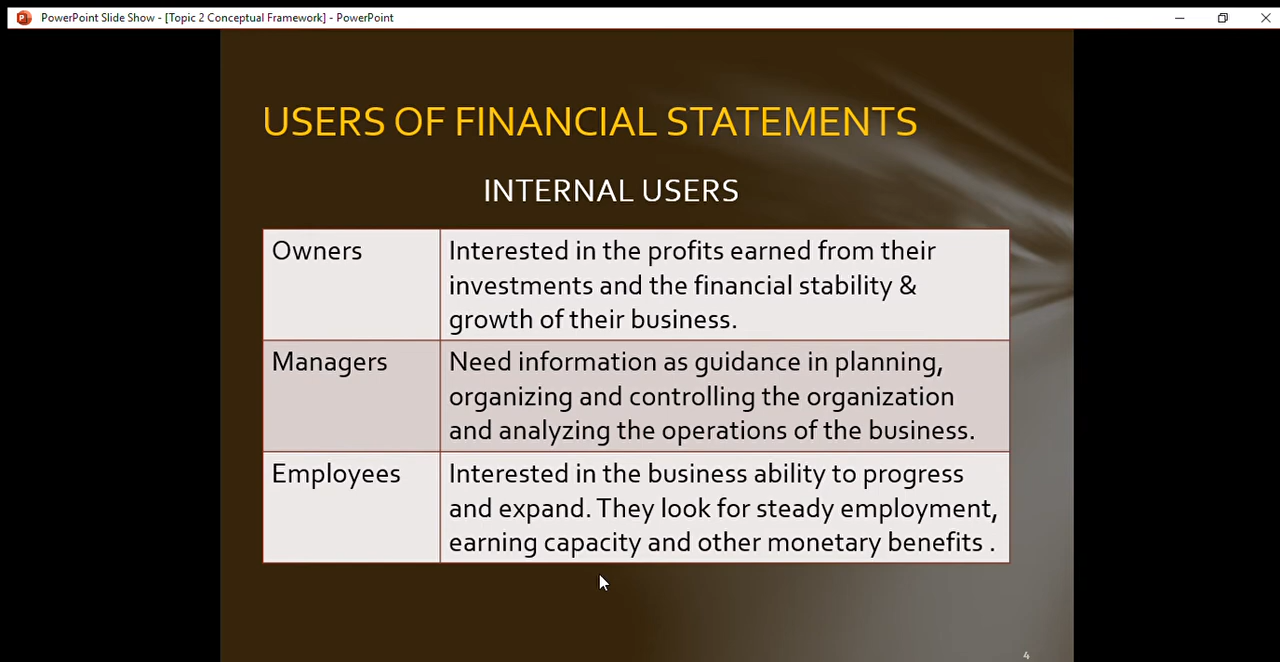 PowerPoint Slide Show - [Topic 2 Conceptual Framework] - PowerPoint
USERS OF FINANCIAL STATEMENTS
INTERNAL USERS
Owners
Interested in the profits earned from their
investments and the financial stability &
growth of their business.
Managers
Need information as guidance in planning,
organizing and controlling the organization
and analyzing the operations of the business.
Employees
Interested in the business ability to progress
and expand. They look for steady employment,
earning capacity and other monetary benefits .
4